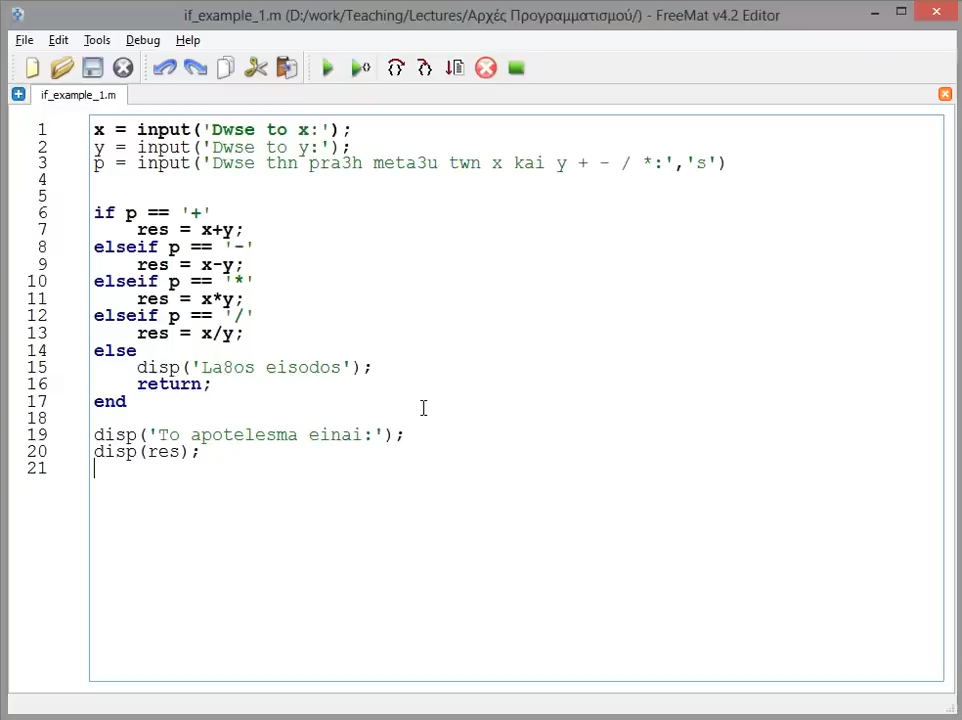 if_example_1.m (D:/work/Teaching/Lectures/Αρχές Προγραμματισμού/) - FreeMat v4.2 Editor
File Edit Tools Debug Help
if_example_1.m
1 x = input('Dwse to x:');
2 y = input('Dwse to y:');
3 p = input('Dwse thn pra3h meta3u twn x kai y + - / *:','s')
4
5
6 if p == '+'
7 res = x+y;
8 elseif p == '-'
9 res = x-y;
10 elseif p == '*'
11 res = x*y;
12 elseif p == '/'
13 res = x/y;
14 else
15 disp('La8os eisodos');
16 return;
17 end
18
19 disp('To apotelesma einai:');
20 disp(res);
21